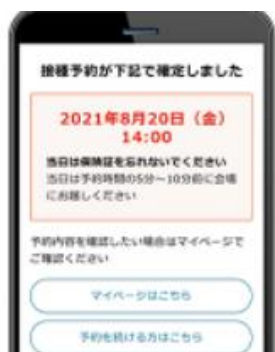 接種予約が下記で確定しました
2021年8月20日（金）
14:00
当日は保険証を忘れないでください
当日は予約時間の5分～10分前に会場
にお越しください
予約内容を確認したい場合はマイページで
ご確認ください
マイページはこちら
予約を続ける方はこちら